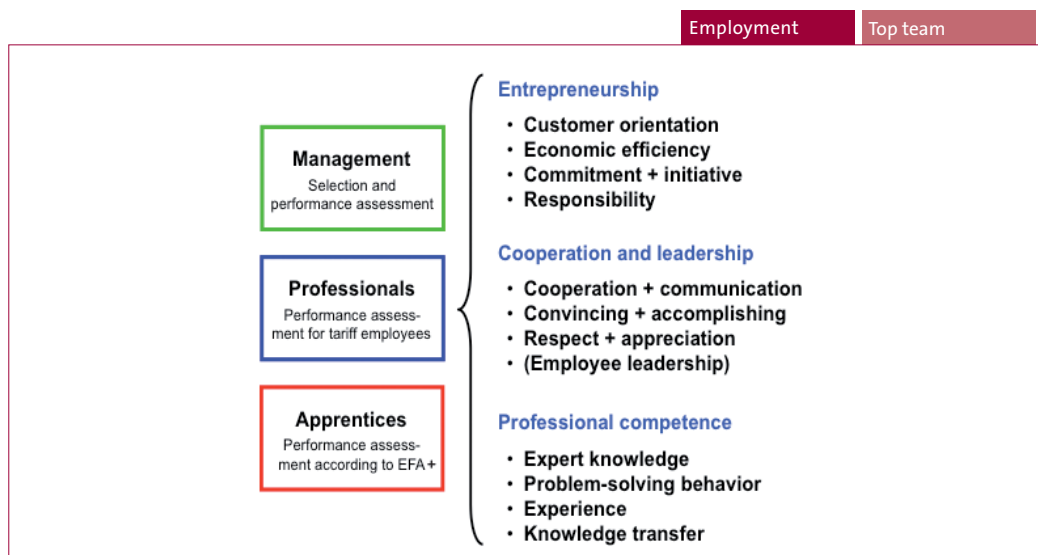 Employment
Top team
Management
Selection and
performance assessment
Professionals
Performance assess-
ment for tariff employees
Apprentices
Performance assess-
ment according to EFA+
Entrepreneurship
• Customer orientation
• Economic efficiency
• Commitment + initiative
• Responsibility
Cooperation and leadership
• Cooperation + communication
• Convincing + accomplishing
• Respect + appreciation
• (Employee leadership)
Professional competence
• Expert knowledge
• Problem-solving behavior
• Experience
• Knowledge transfer